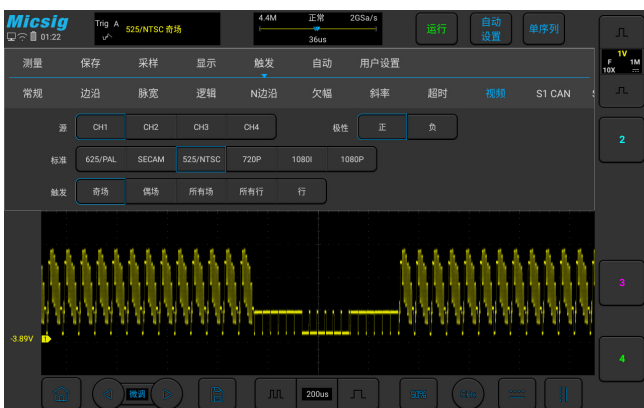 Micsig Trig A 525/NTSC 奇场 4.4M 正常 2GSa/s 运行 自动设置 单序列
01:22 36us
测量 保存 采样 显示 触发 自动 用户设置
1V
F 1M
10X
常规 边沿 脉宽 逻辑 N边沿 欠幅 斜率 超时 视频 S1 CAN
源 CH1 CH2 CH3 CH4 极性 正 负
2
标准 625/PAL SECAM 525/NTSC 720P 1080I 1080P
触发 奇场 偶场 所有场 所有行 行
3
-3.89V 1
4
微调 200us 50%